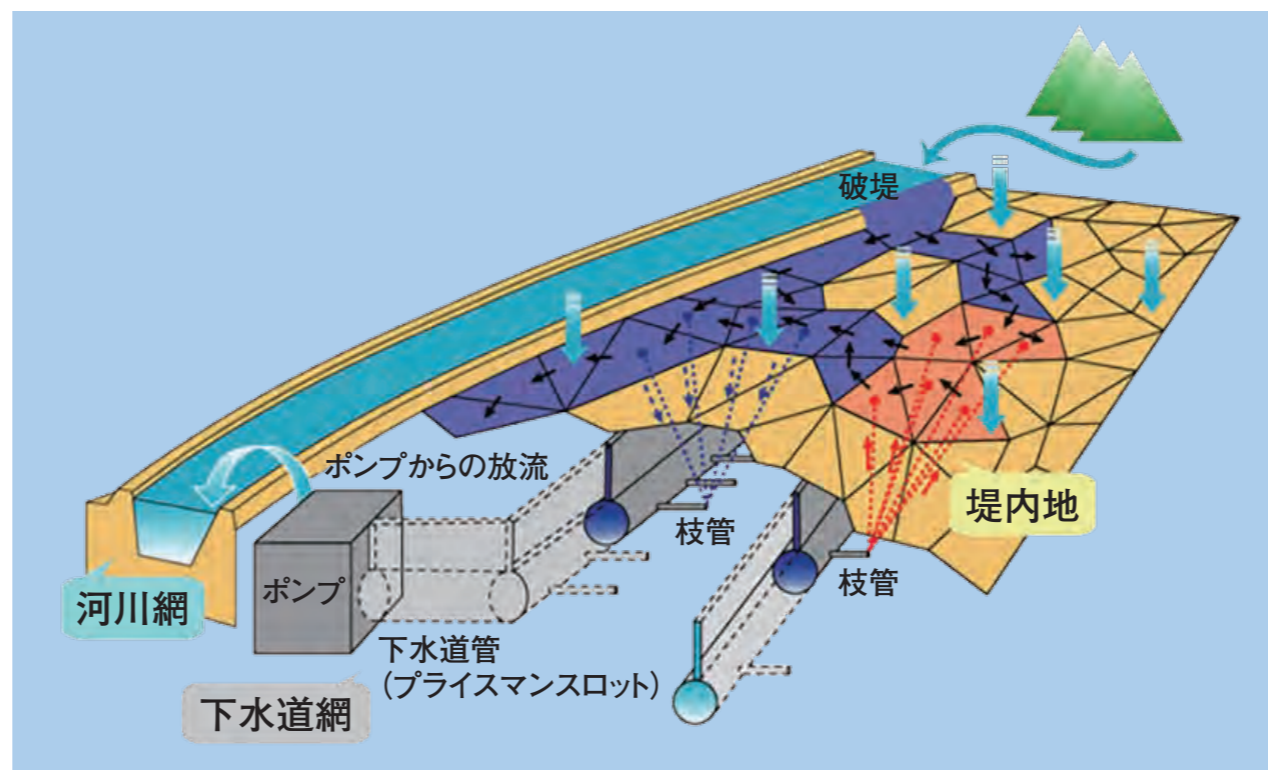 破堤
ポンプからの放流
堤内地
枝管
枝管
ポンプ
河川網
下水道管
（プライスマンスロット）
下水道網